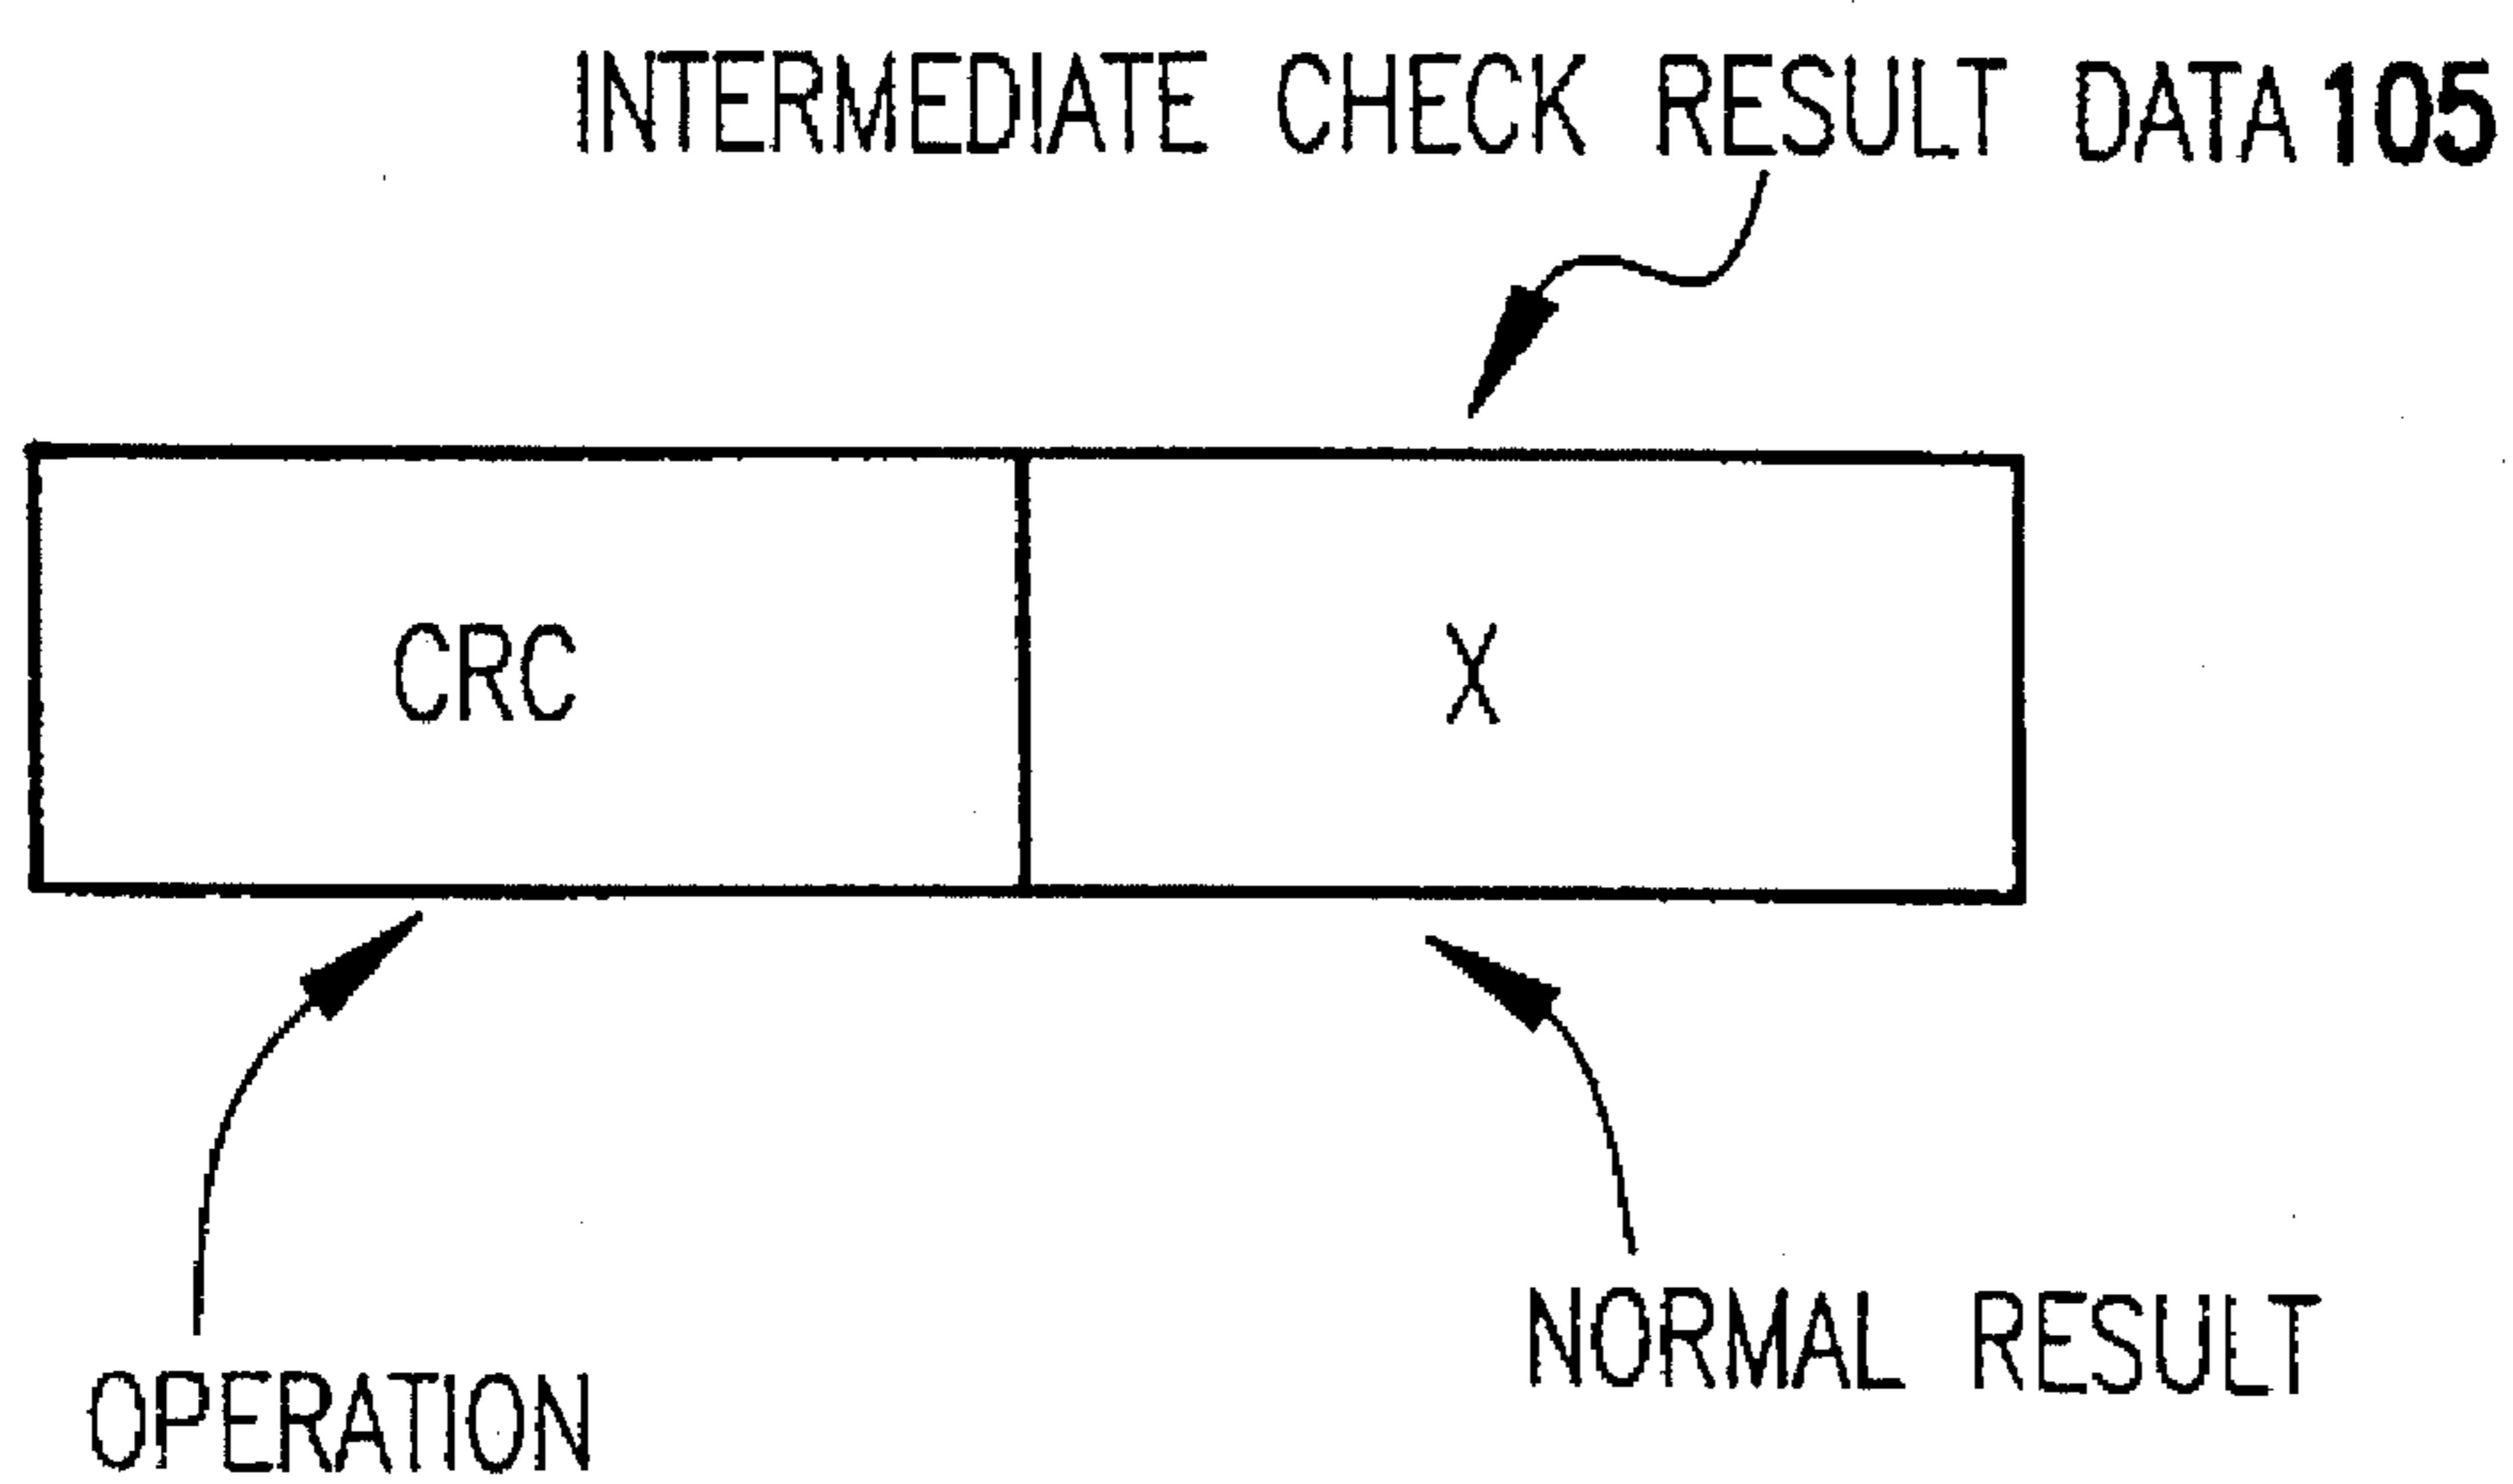 INTERMEDIATE CHECK RESULT DATA 105
CRC X
OPERATION
NORMAL RESULT